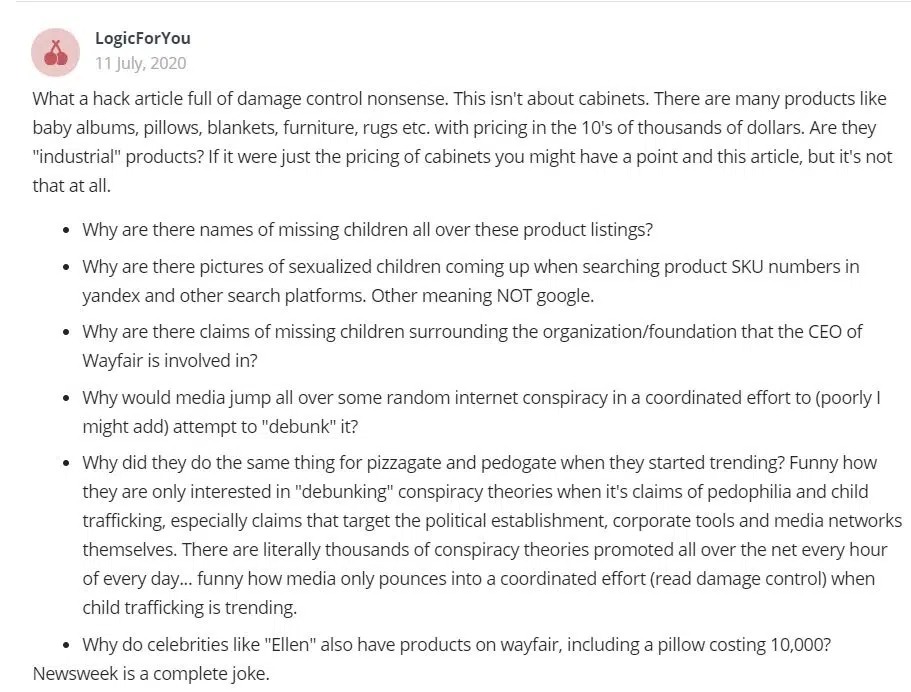 LogicForYou
11 July, 2020
What a hack article full of damage control nonsense. This isn't about cabinets. There are many products like
baby albums, pillows, blankets, furniture, rugs etc. with pricing in the 10's of thousands of dollars. Are they
"industrial" products? If it were just the pricing of cabinets you might have a point and this article, but it's not
that at all.
• Why are there names of missing children all over these product listings?
• Why are there pictures of sexualized children coming up when searching product SKU numbers in
yandex and other search platforms. Other meaning NOT google.
• Why are there claims of missing children surrounding the organization/foundation that the CEO of
Wayfair is involved in?
• Why would media jump all over some random internet conspiracy in a coordinated effort to (poorly I
might add) attempt to "debunk" it?
• Why did they do the same thing for pizzagate and pedogate when they started trending? Funny how
they are only interested in "debunking" conspiracy theories when it's claims of pedophilia and child
trafficking, especially claims that target the political establishment, corporate tools and media networks
themselves. There are literally thousands of conspiracy theories promoted all over the net every hour
of every day... funny how media only pounces into a coordinated effort (read damage control) when
child trafficking is trending.
• Why do celebrities like "Ellen" also have products on wayfair, including a pillow costing 10,000?
Newsweek is a complete joke.